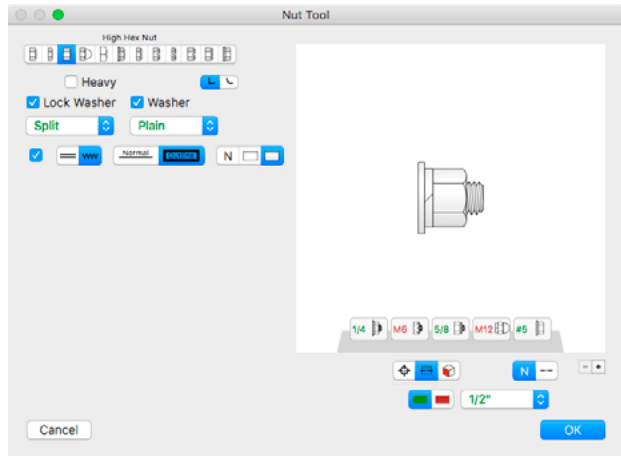 Nut Tool
High Hex Nut
Heavy
Lock Washer Washer
Split Plain
Normal Outline N
1/4 M6 5/8 M12 #5
N
1/2"
Cancel OK